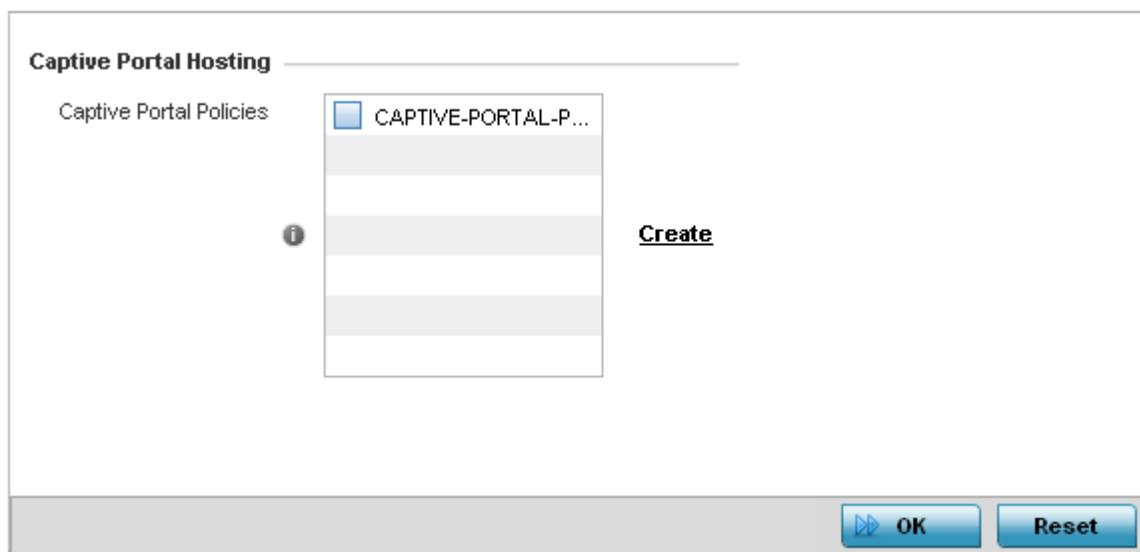 Captive Portal Hosting
Captive Portal Policies
CAPTIVE-PORTAL-P...
Create
OK
Reset